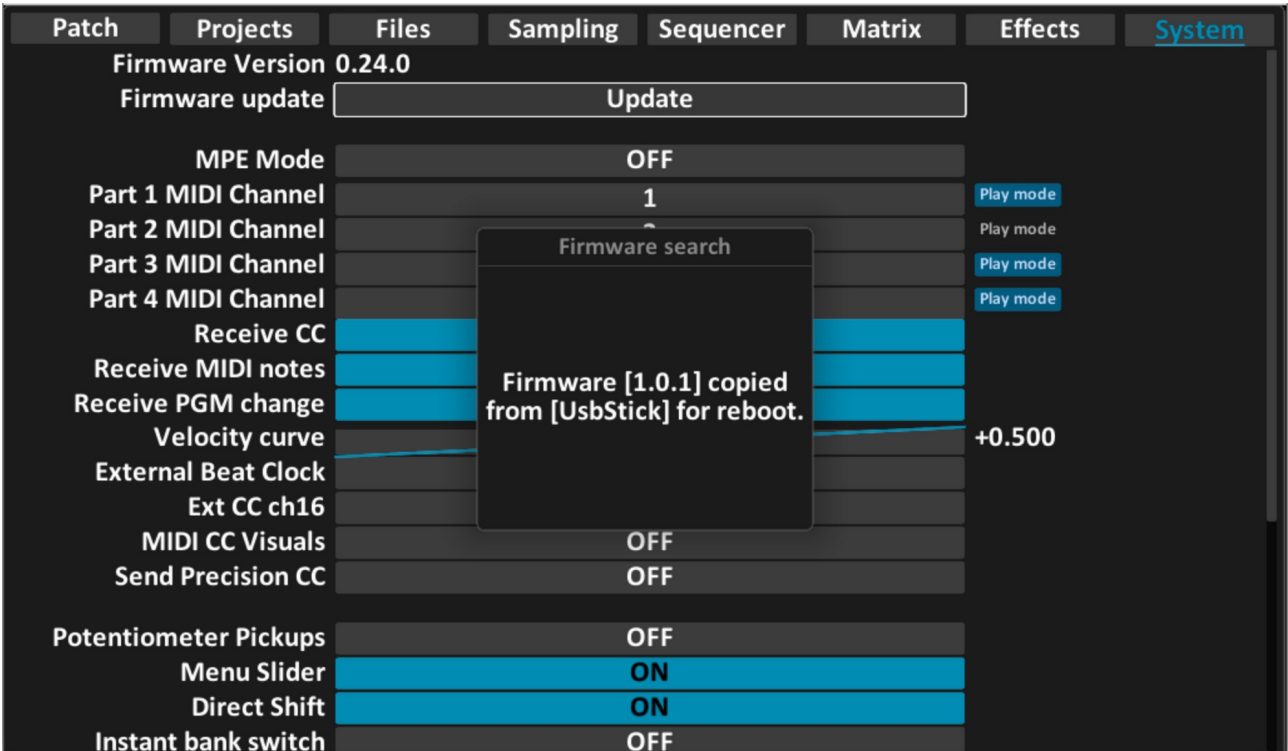 Patch Projects Files Sampling Sequencer Matrix Effects System
Firmware Version 0.24.0
Firmware update Update
MPE Mode OFF
Part 1 MIDI Channel 1 Play mode
Part 2 MIDI Channel Play mode
Firmware search
Part 3 MIDI Channel Play mode
Part 4 MIDI Channel Play mode
Receive CC
Receive MIDI notes
Firmware [1.0.1] copied
from [UsbStick] for reboot.
Receive PGM change
Velocity curve +0.500
External Beat Clock
Ext CC ch16
MIDI CC Visuals OFF
Send Precision CC OFF
Potentiometer Pickups OFF
Menu Slider ON
Direct Shift ON
Instant bank switch OFF